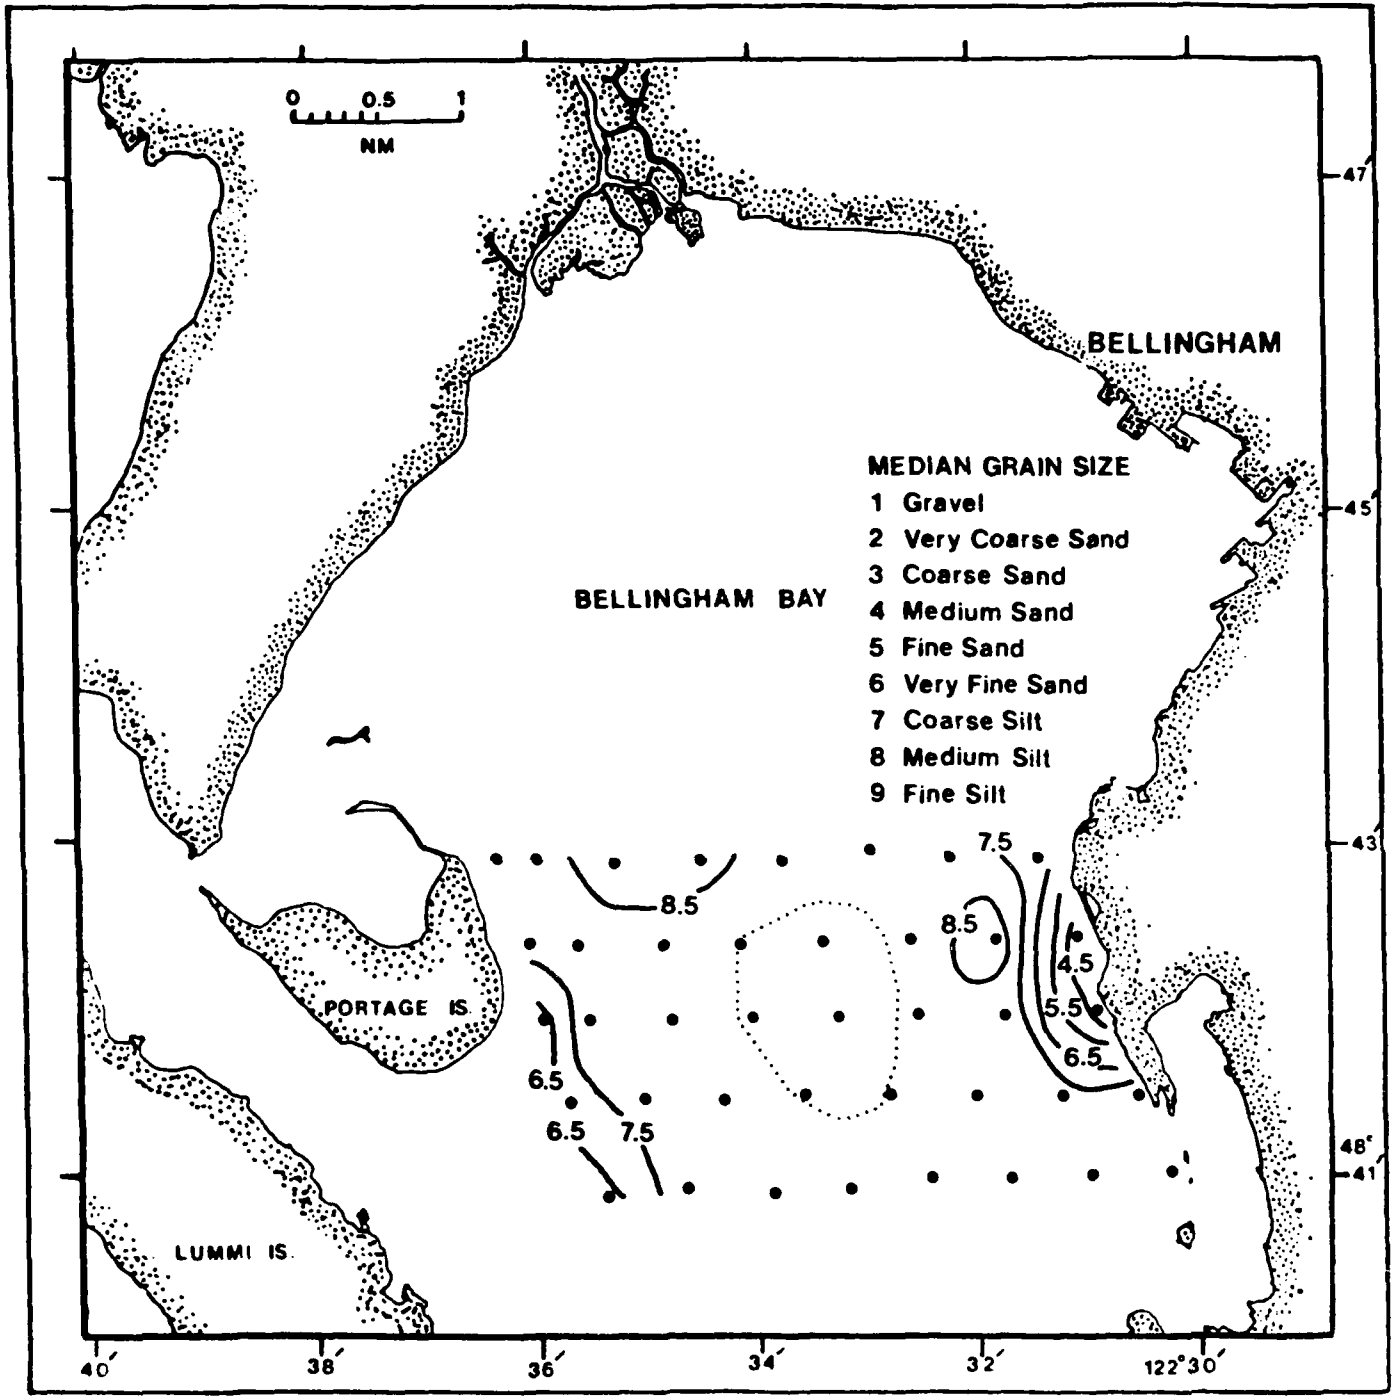 0 0.5 1
NM
47'
BELLINGHAM
MEDIAN GRAIN SIZE
1 Gravel
2 Very Coarse Sand
3 Coarse Sand
4 Medium Sand
5 Fine Sand
6 Very Fine Sand
7 Coarse Silt
8 Medium Silt
9 Fine Silt
45'
BELLINGHAM BAY
7.5
43'
8.5
8.5
4.5
PORTAGE IS.
5.5
6.5
6.5
6.5 7.5
48°
41'
LUMMI IS.
40' 38' 36' 34' 32' 122°30'